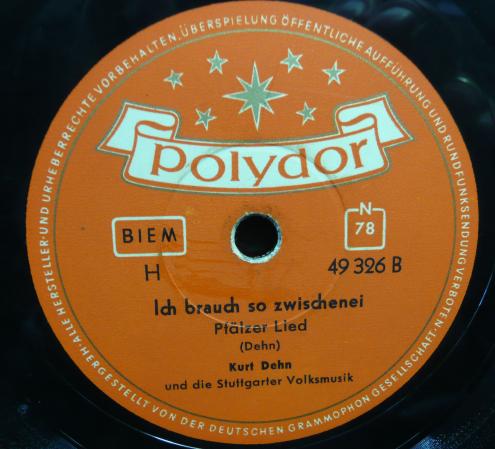 ALLE HERSTELLER- UND URHEBERRECHTE VORBEHALTEN, ÜBERSPIELUNG ÖFFENTLICHE AUFFÜHRUNG UND RUNDFUNKSENDUNG VERBOTEN.
polydor
BIEM
N
78
H
49 326 B
Ich brauch so zwischenei
Pfälzer Lied
(Dehn)
Kurt Dehn
und die Stuttgarter Volksmusik
HERGESTELLT VON DER DEUTSCHEN GRAMMOPHON GESELLSCHAFT